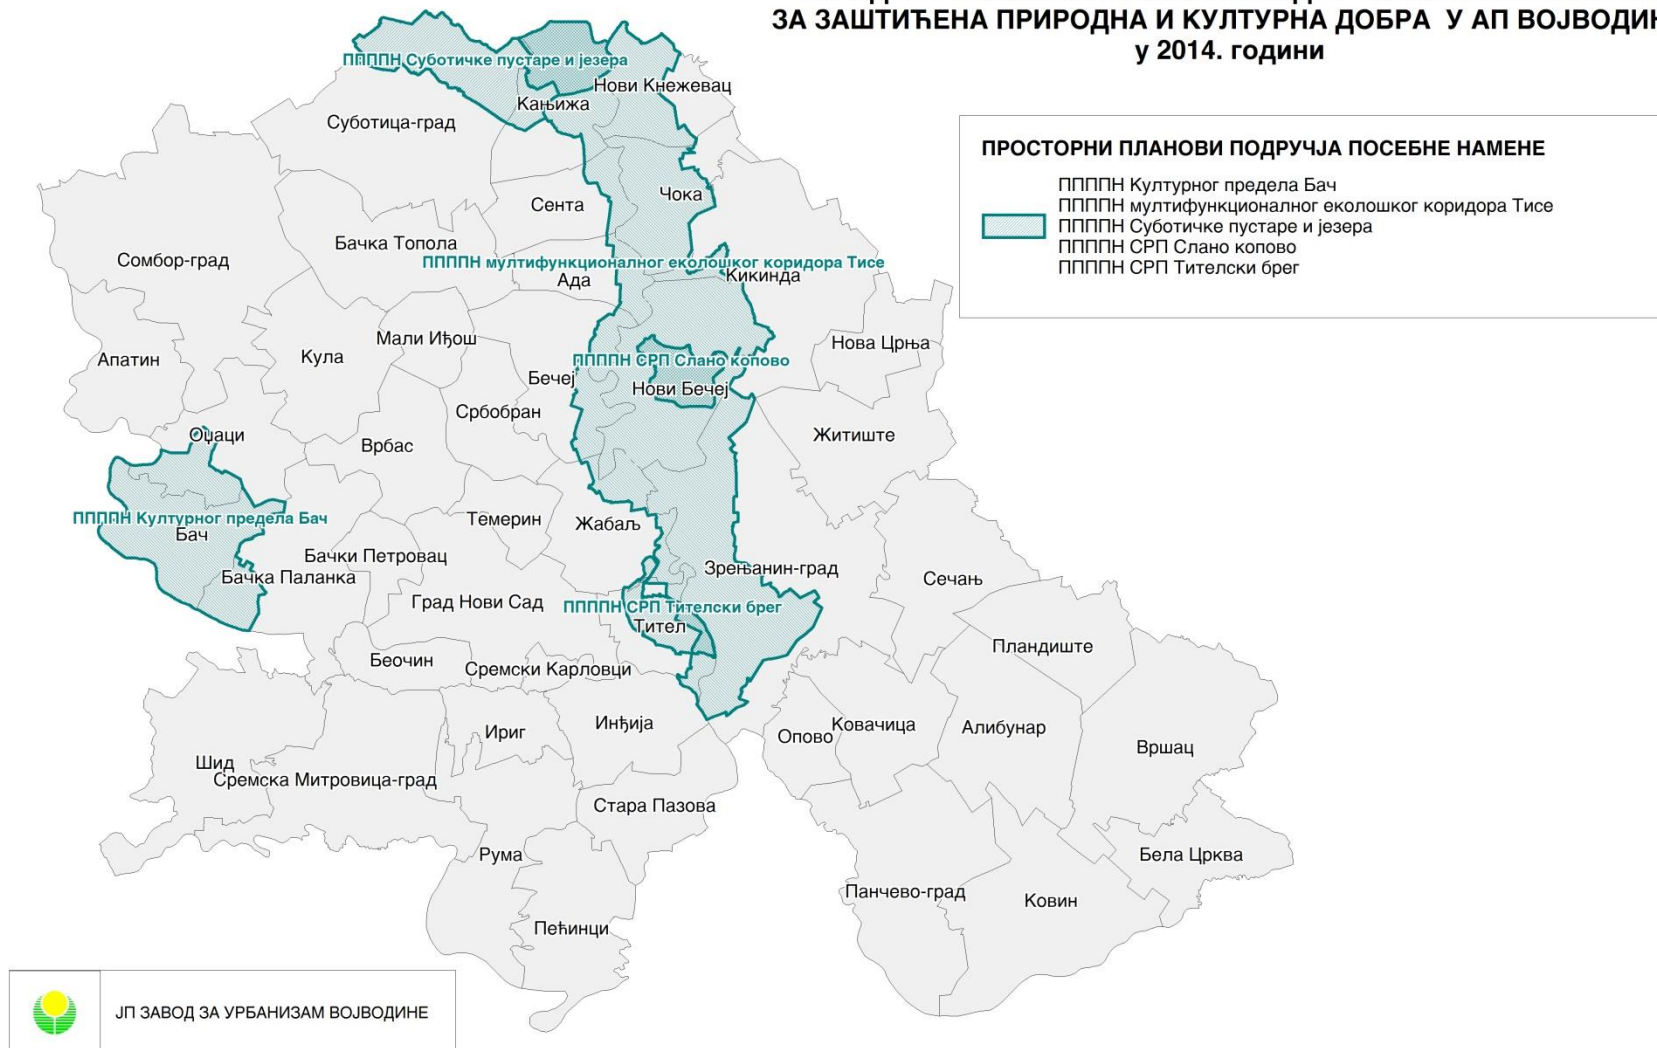 ЗА ЗАШТИЋЕНА ПРИРОДНА И КУЛТУРНА ДОБРА У АП ВОЈВОДИН
у 2014. години
ПРОСТОРНИ ПЛАНОВИ ПОДРУЧЈА ПОСЕБНЕ НАМЕНЕ
ПППППН Културног предела Бач
ПППППН мултифункционалног еколошког коридора Тисе
ПППППН Суботичке пустаре и језера
ПППППН СРП Слано копово
ПППППН СРП Тителски брег
ПППППН Суботичке пустаре и језера
Нови Кнежевац
Кањижа
Суботица-град
Чока
Сента
Бачка Топола
Сомбор-град
ПППППН мултифункционалног еколошког коридора Тисе
Ада
Кикинда
Мали Иђош
Нова Црња
Кула
Апатин
ПППППН СРП Слано копово
Бечеј
Нови Бечеј
Србобран
Оџаци
Житиште
Врбас
ПППППН Културног предела Бач
Бач
Темерин
Жабаљ
Бачки Петровац
Зрењанин-град
Бачка Паланка
Сечањ
Град Нови Сад
ПППППН СРП Тителски брег
Тител
Пландиште
Беочин
Сремски Карловци
Инђија
Ириг
Опово
Ковачица
Алибунар
Вршац
Шид
Сремска Митровица-град
Стара Пазова
Рума
Бела Црква
Панчево-град
Ковин
Пећинци
ЈП ЗАВОД ЗА УРБАНИЗАМ ВОЈВОДИНЕ